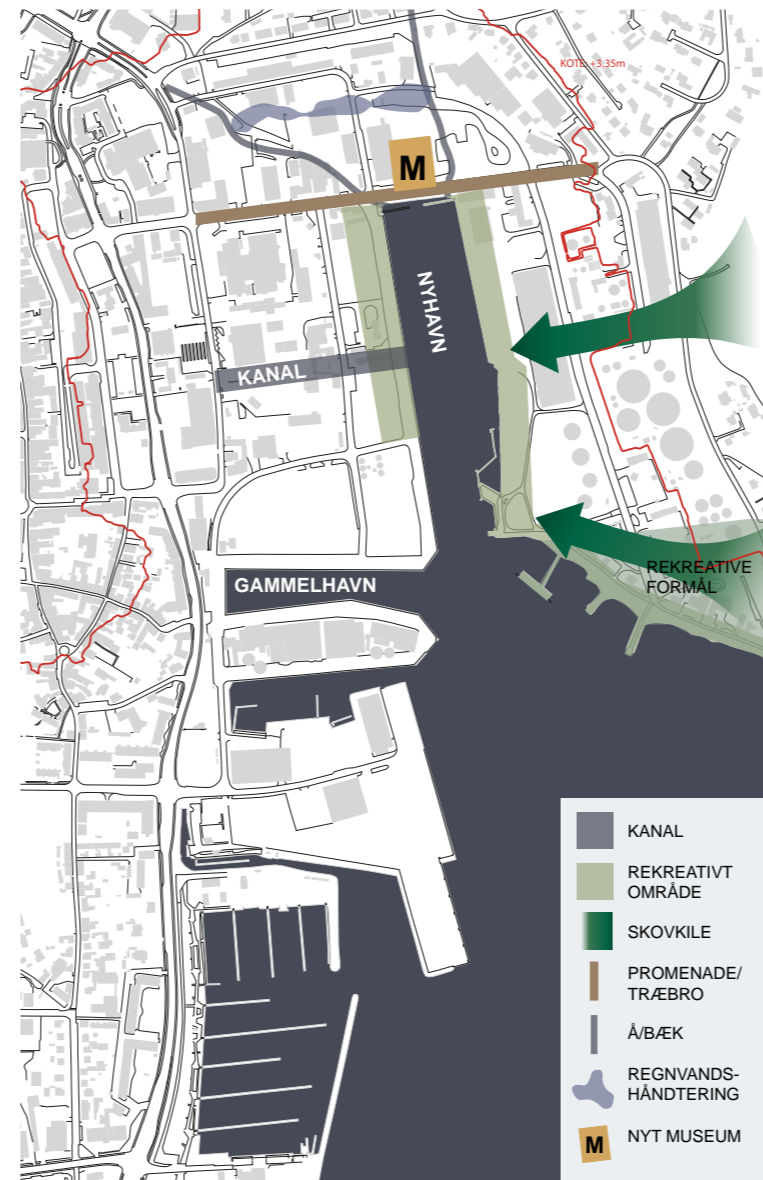 KOTE: +3,35m
M
NYHAVN
KANAL
GAMMELHAVN
REKREATIVE
FORMÅL
KANAL
REKREATIVT
OMRÅDE
SKOVKILE
PROMENADE/
TRÆBRO
Å/BÆK
REGNVANDS-
HÅNDTERING
M
NYT MUSEUM